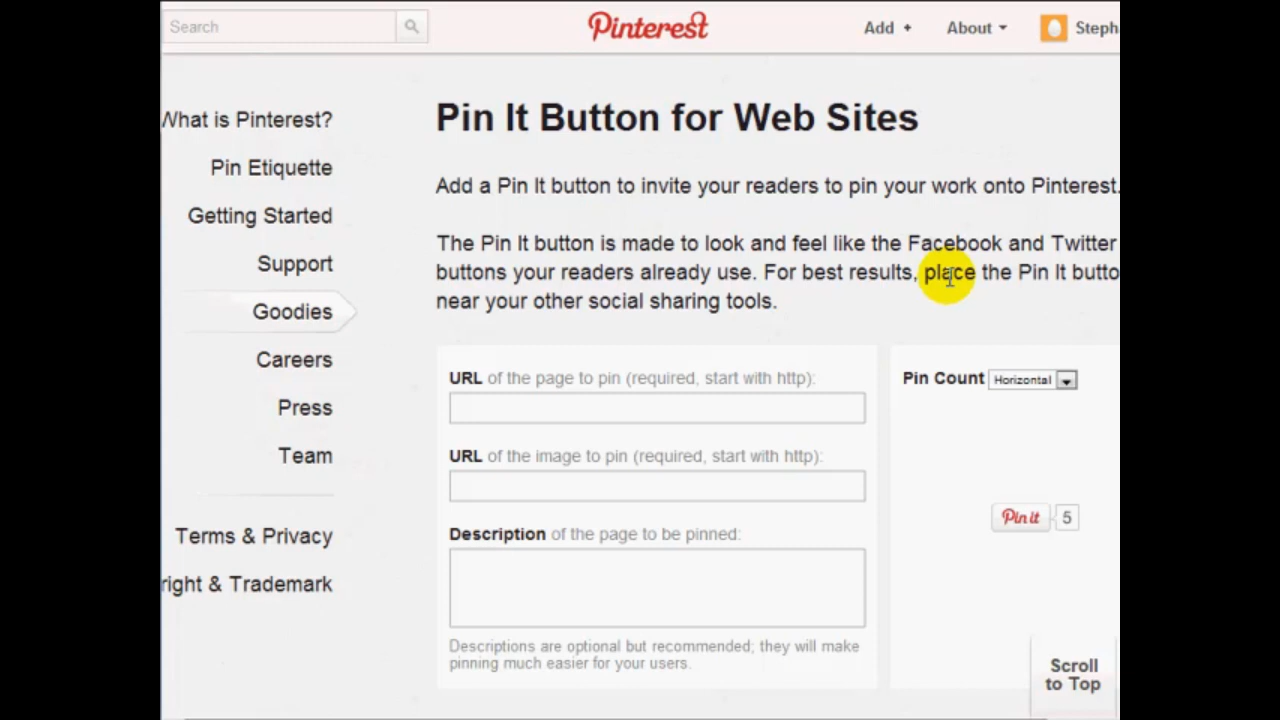 Search
Pinterest
Add +
About
Steph
What is Pinterest?
Pin Etiquette
Getting Started
Support
Goodies
Careers
Press
Team
Terms & Privacy
right & Trademark
Pin It Button for Web Sites
Add a Pin It button to invite your readers to pin your work onto Pinterest.
The Pin It button is made to look and feel like the Facebook and Twitter
buttons your readers already use. For best results, place the Pin It butto
near your other social sharing tools.
URL of the page to pin (required, start with http):
URL of the image to pin (required, start with http):
Description of the page to be pinned:
Descriptions are optional but recommended; they will make
pinning much easier for your users.
Pin Count Horizontal
Pin it 5
Scroll
to Top